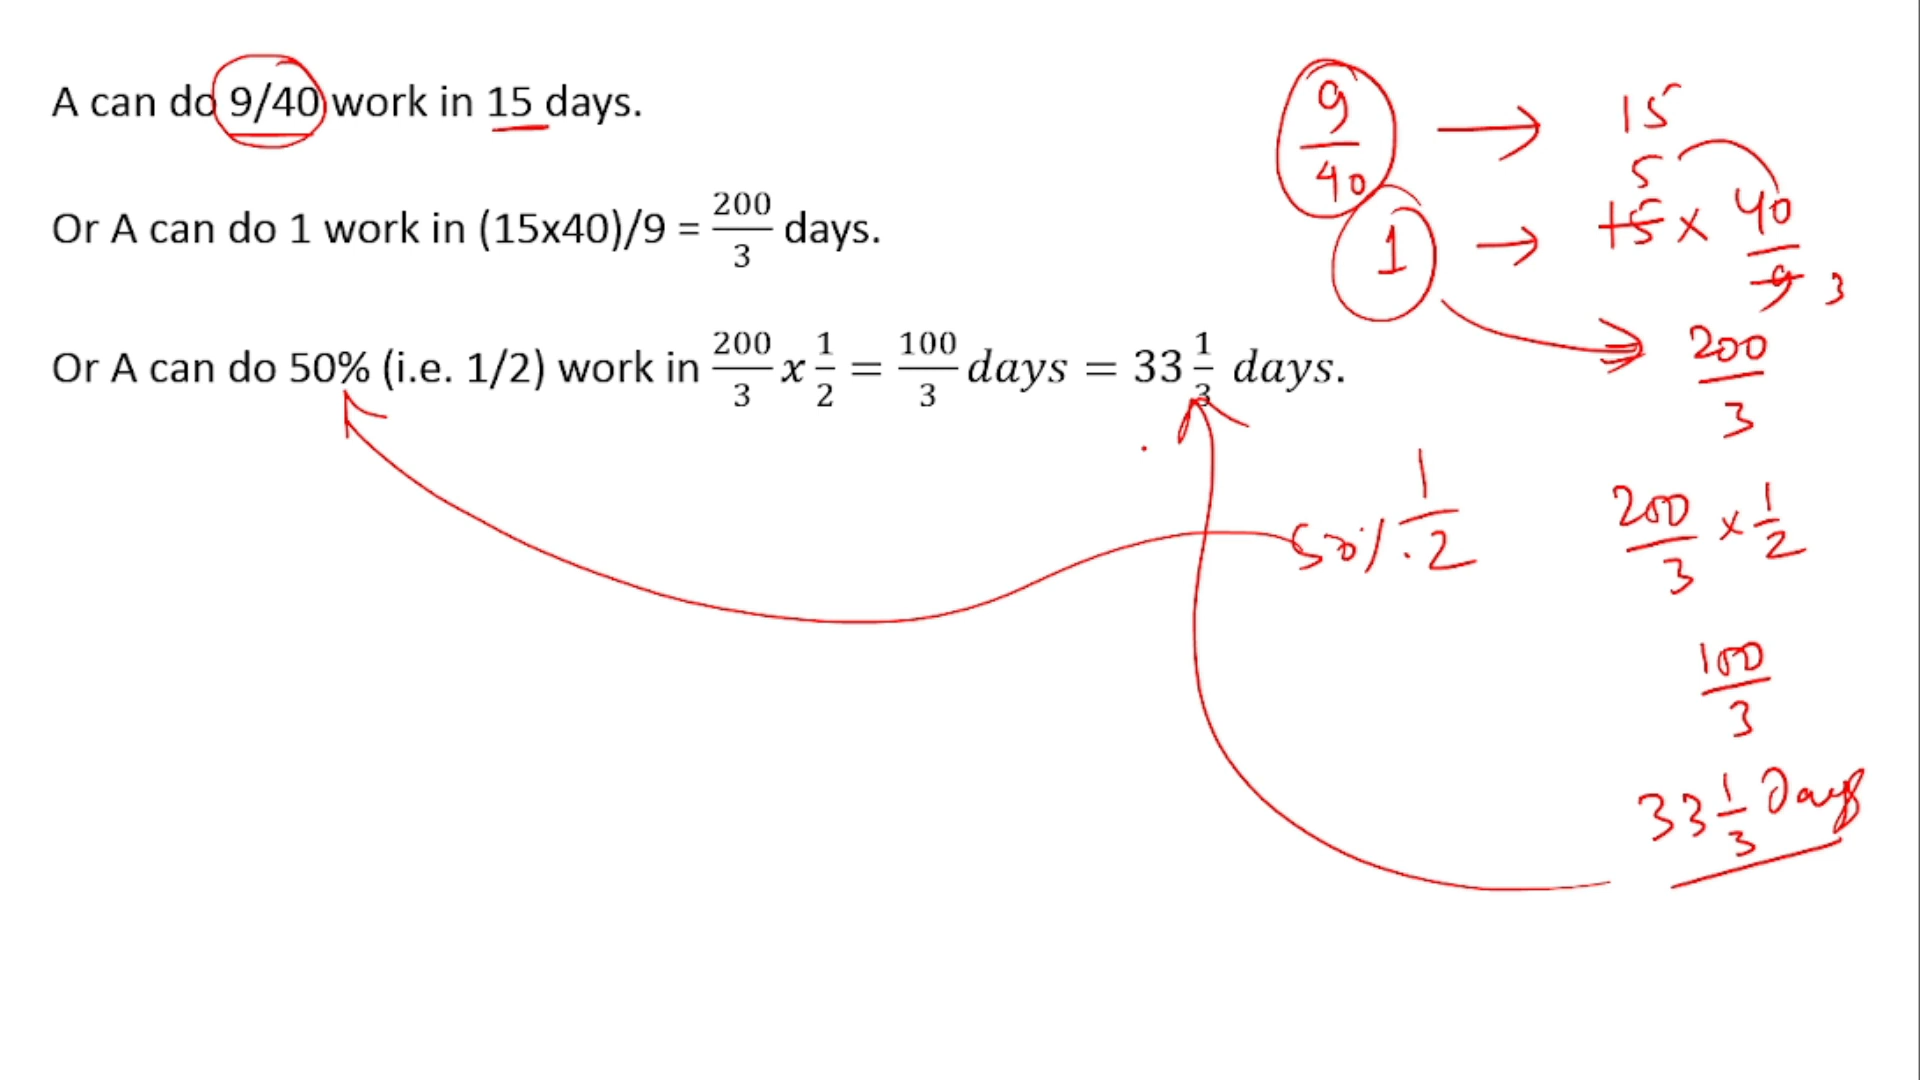 A can do 9/40 work in 15 days.
Or A can do 1 work in (15x40)/9 = 200/3 days.
Or A can do 50% (i.e. 1/2) work in 200/3 x 1/2 = 100/3 days = 33 1/3 days.
9/40 → 15
5
1 → 15 x 40/9 3
200/3
50% 1/2
200/3 x 1/2
100/3
33 1/3 Days